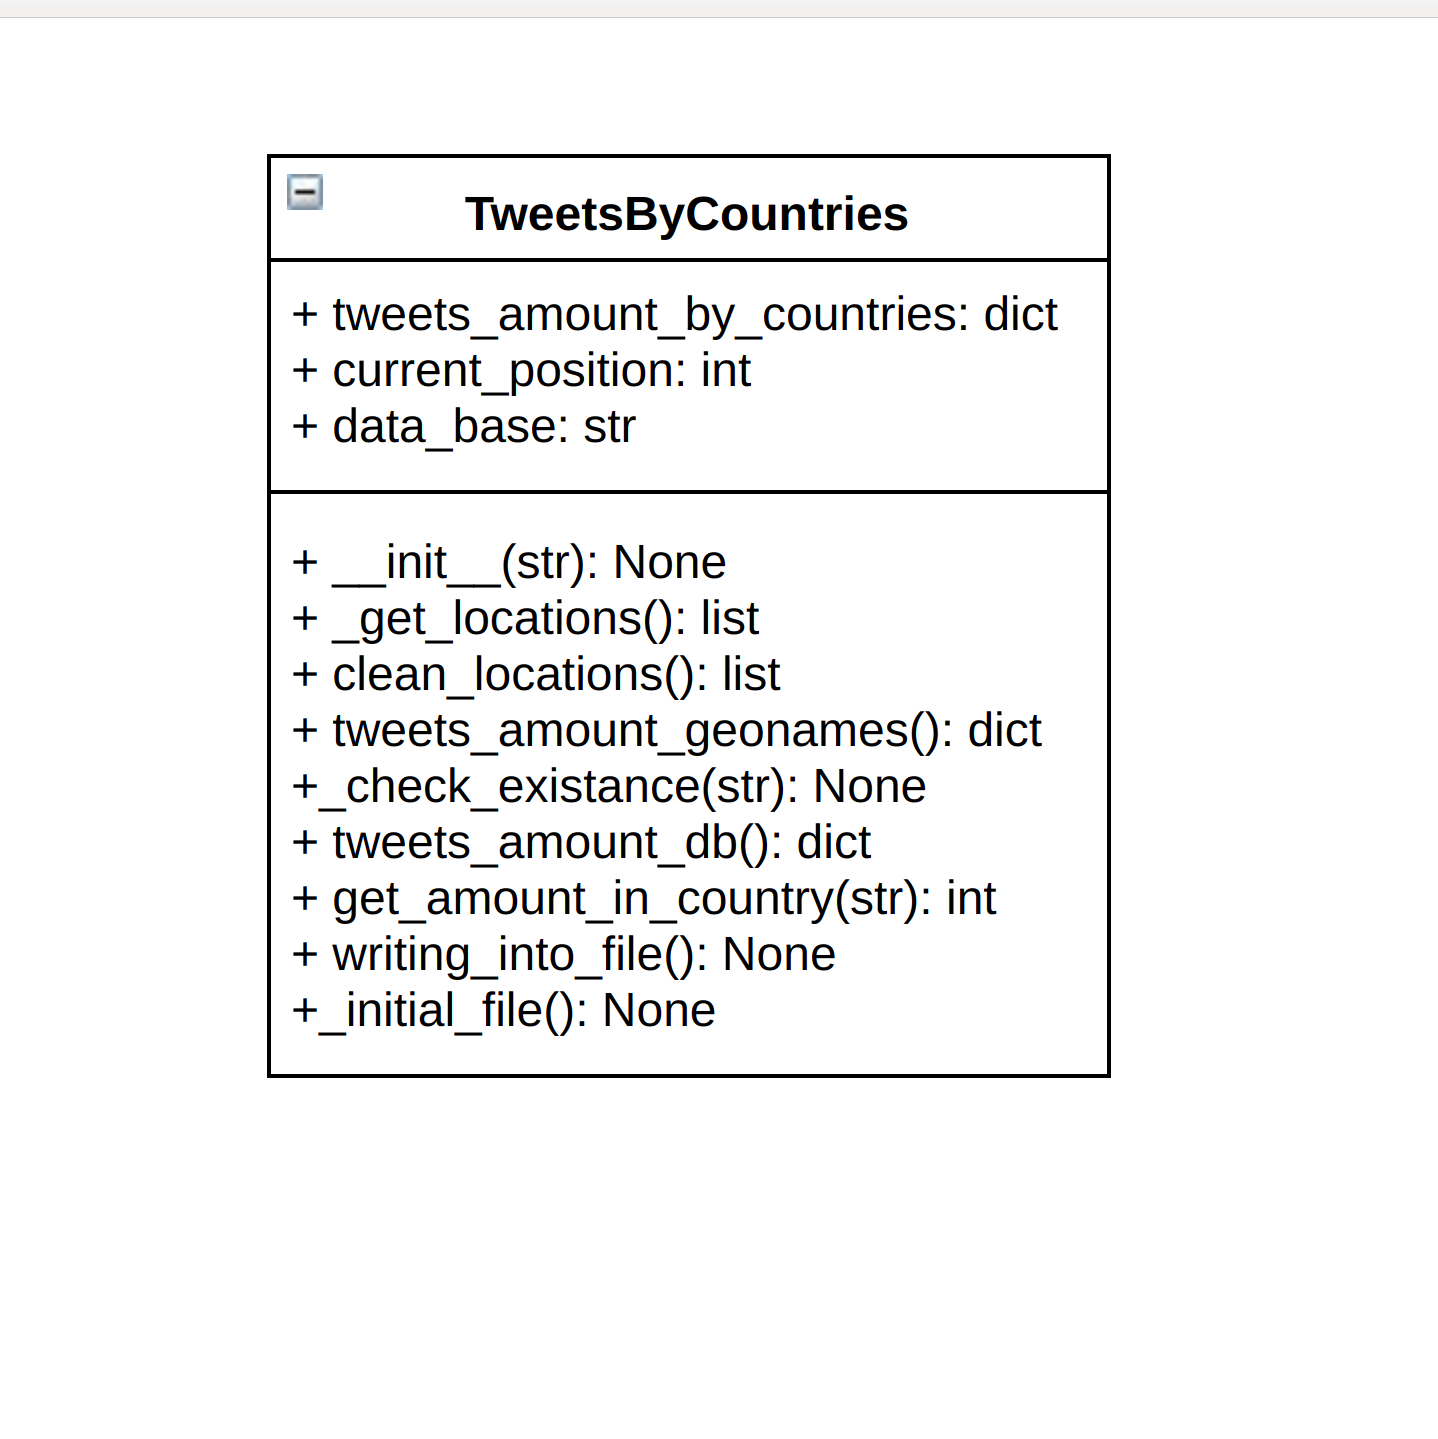 TweetsByCountries
+ tweets_amount_by_countries: dict
+ current_position: int
+ data_base: str
+ __init__(str): None
+ _get_locations(): list
+ clean_locations(): list
+ tweets_amount_geonames(): dict
+_check_existance(str): None
+ tweets_amount_db(): dict
+ get_amount_in_country(str): int
+ writing_into_file(): None
+_initial_file(): None